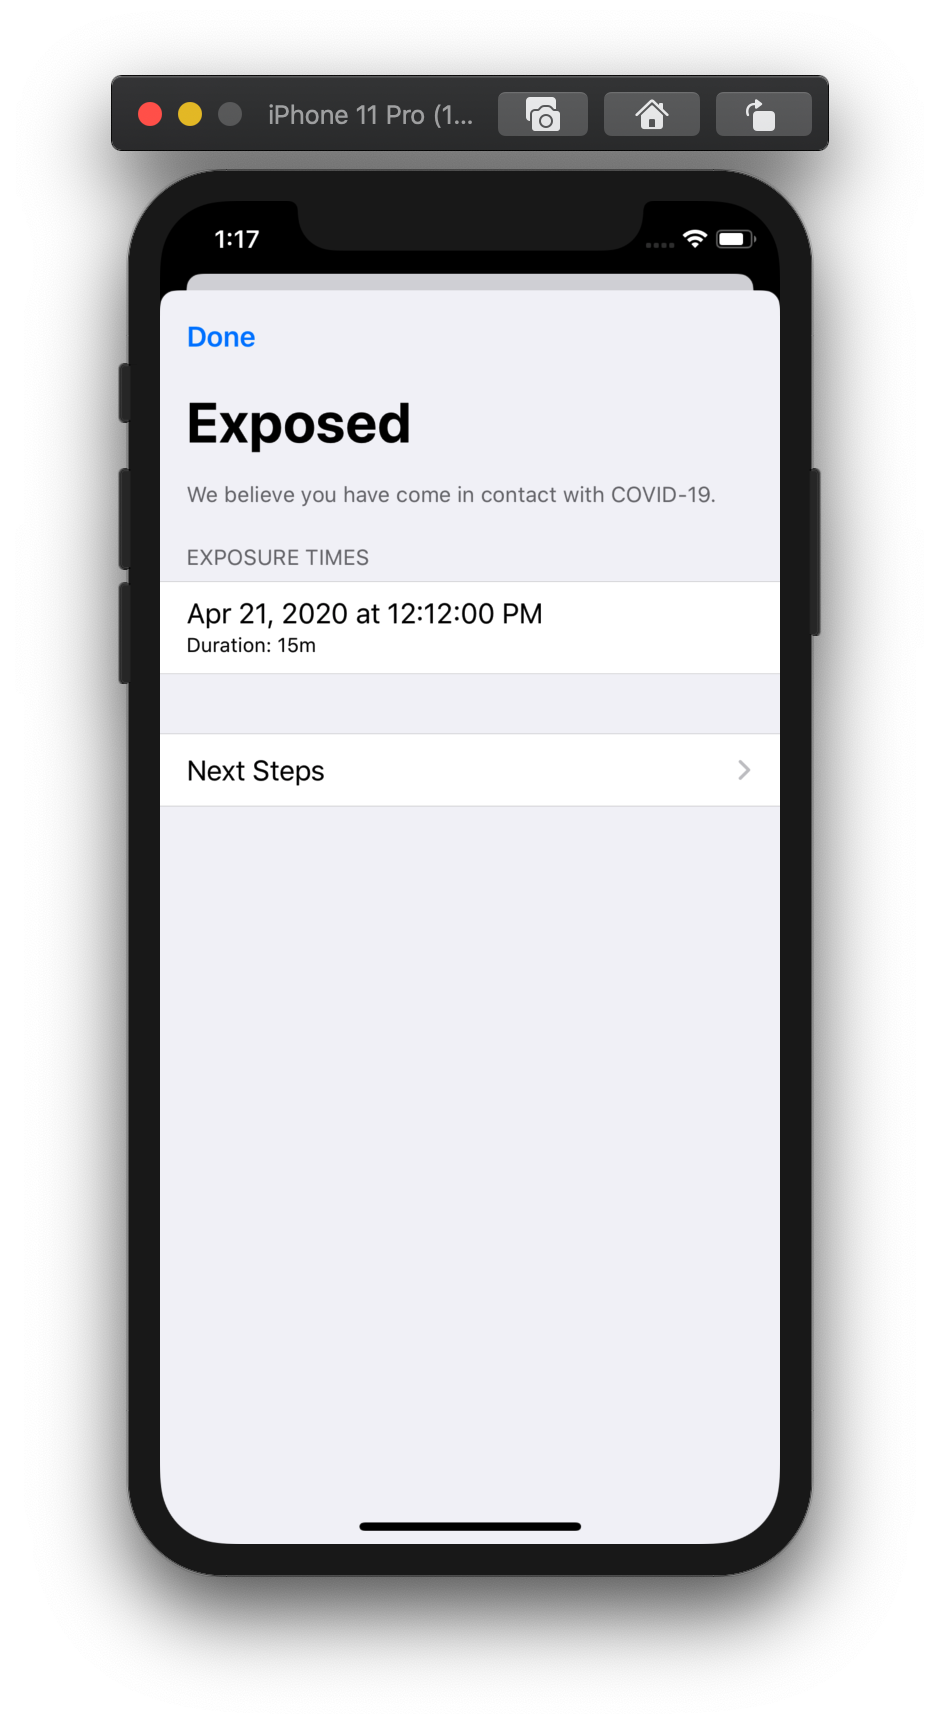 iPhone 11 Pro (1...
1:17
Done
Exposed
We believe you have come in contact with COVID-19.
EXPOSURE TIMES
Apr 21, 2020 at 12:12:00 PM
Duration: 15m
Next Steps